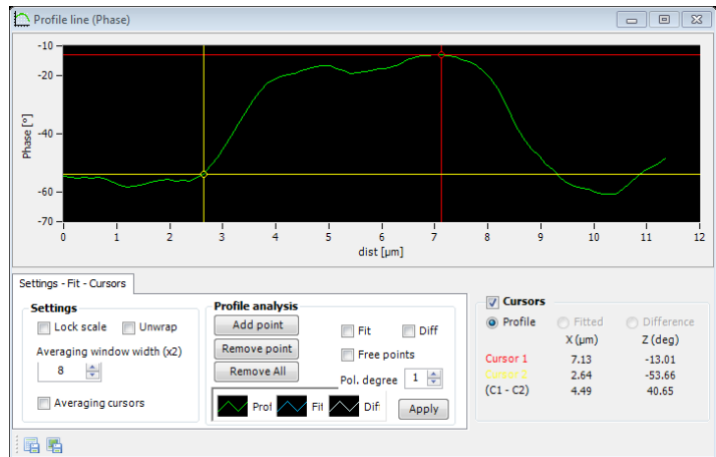 Profile line (Phase)
-10
-20
-40
-60
-70
Phase [°]
0 1 2 3 4 5 6 7 8 9 10 11 12
dist [µm]
Settings - Fit - Cursors
Settings
Lock scale Unwrap
Averaging window width (x2)
8
Averaging cursors
Profile analysis
Add point
Remove point
Remove All
Fit Diff
Free points
Pol. degree 1
Prof Fit Dif
Apply
Cursors
Profile Fitted Difference
X (µm) Z (deg)
Cursor 1 7.13 -13.01
Cursor 2 2.64 -53.66
(C1 - C2) 4.49 40.65